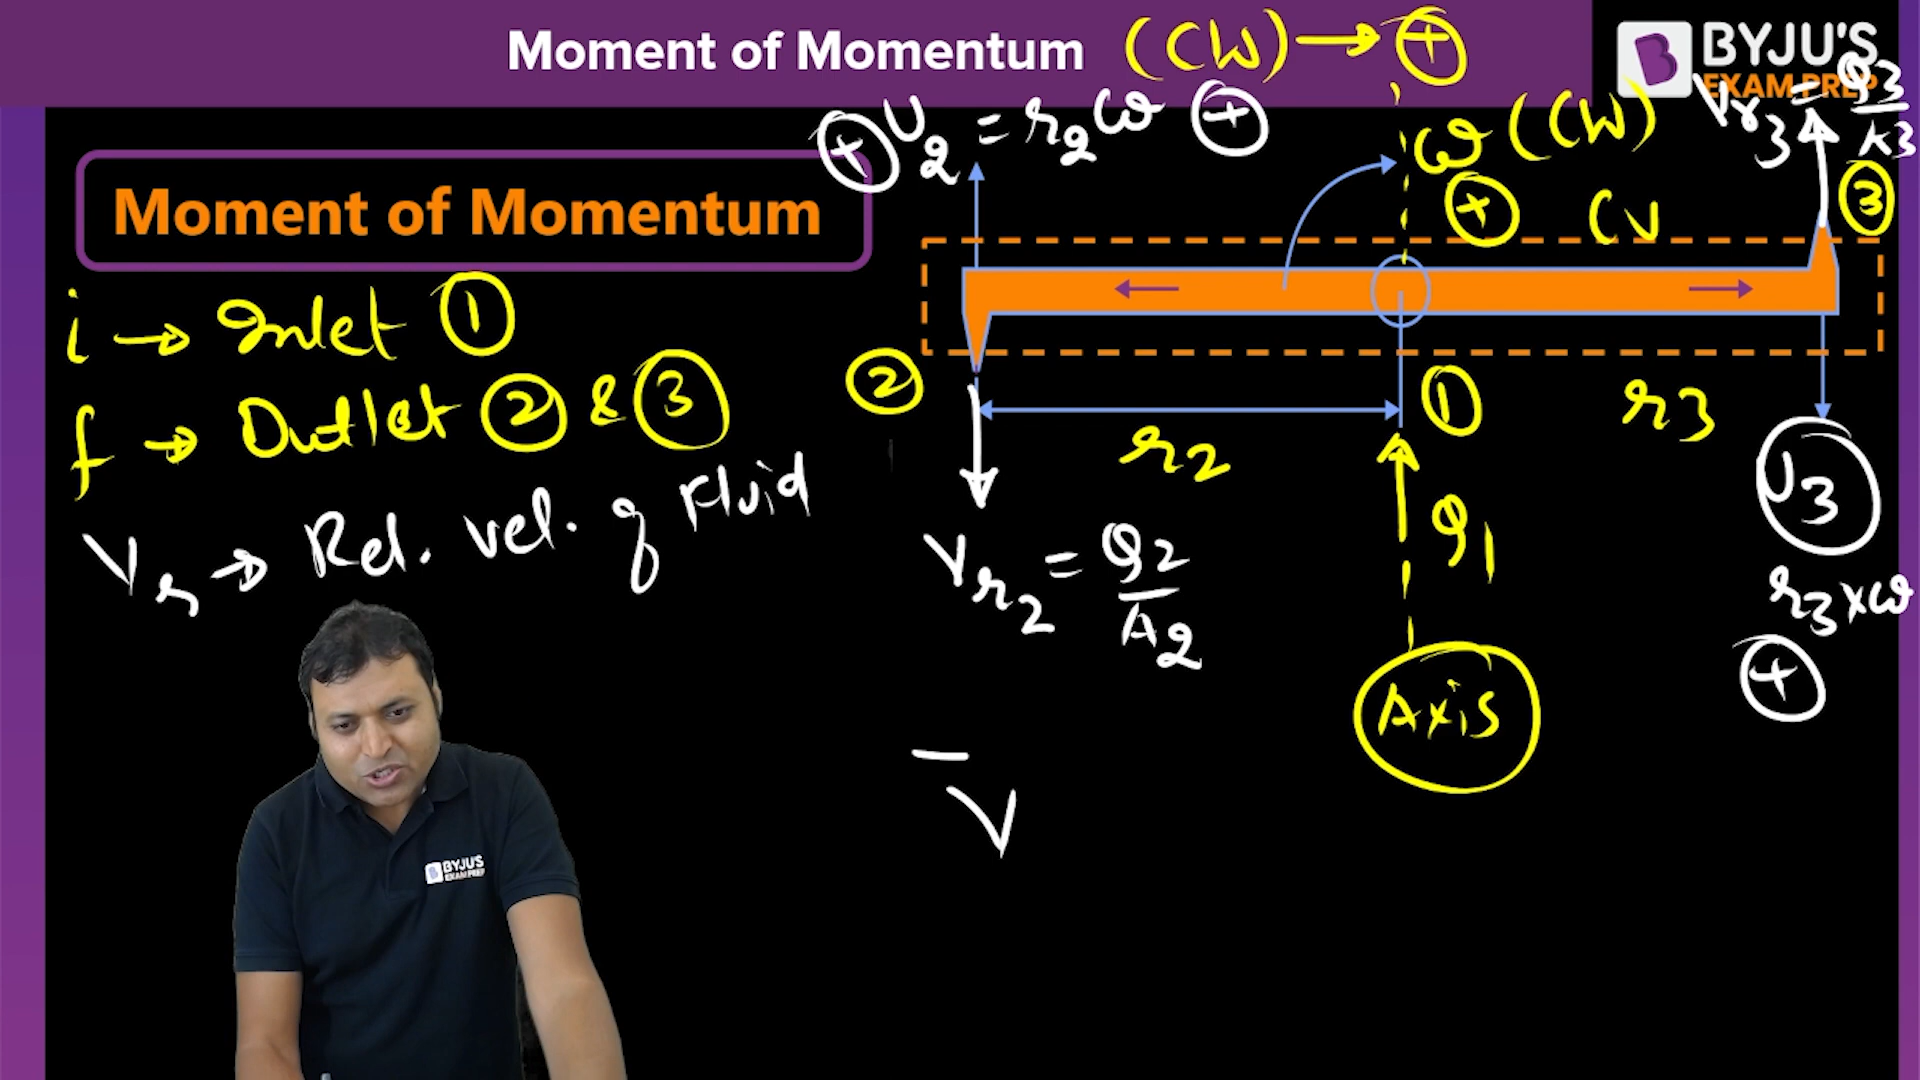 Moment of Momentum (CW) → +
BYJU'S
EXAM PREP
+ U2 = r2ω +
ω (CW)
+
CV
Vr3 = Q3/A3
3
Moment of Momentum
i → Inlet 1
f → Outlet 2 & 3
Vr → Rel. vel. of Fluid
2
r2
1
r3
U3
r3×ω
+
Q1
Vr2 = Q2/A2
Axis
V
BYJU'S
EXAM PREP